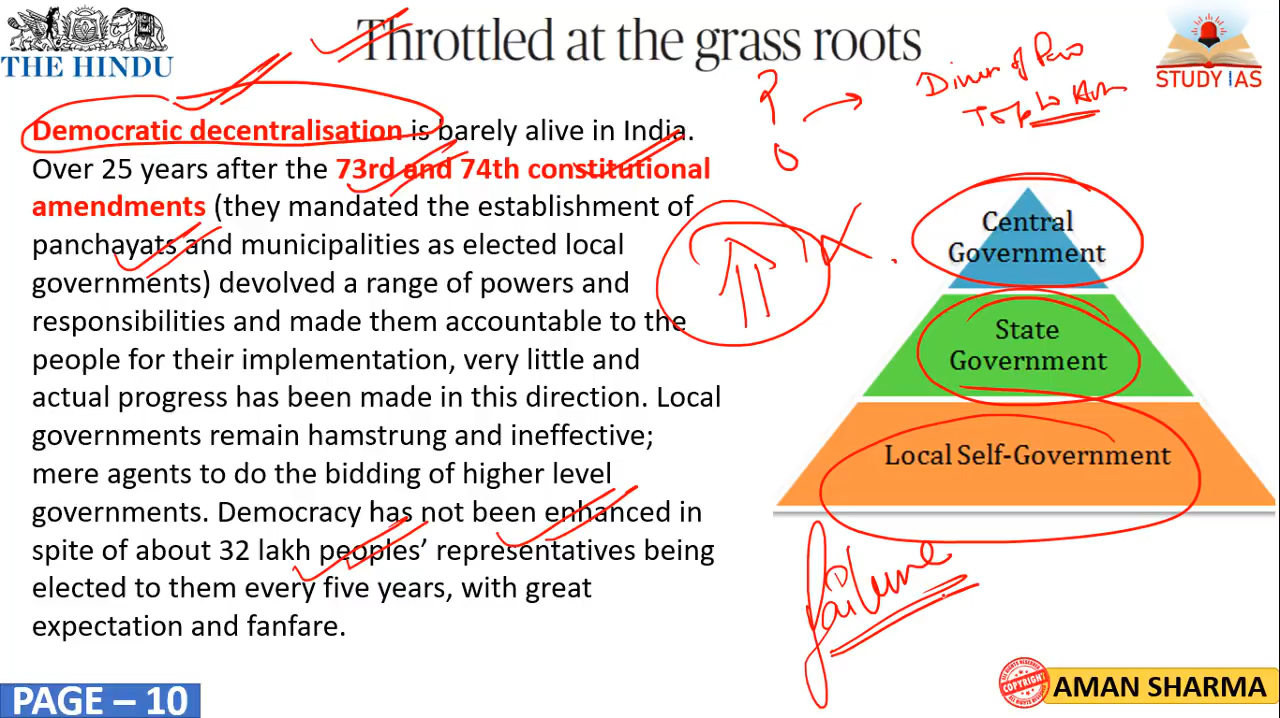 THE HINDU
Throttled at the grass roots
STUDY IAS
Democratic decentralisation is barely alive in India.
Over 25 years after the 73rd and 74th constitutional
amendments (they mandated the establishment of
panchayats and municipalities as elected local
governments) devolved a range of powers and
responsibilities and made them accountable to the
people for their implementation, very little and
actual progress has been made in this direction. Local
governments remain hamstrung and ineffective;
mere agents to do the bidding of higher level
governments. Democracy has not been enhanced in
spite of about 32 lakh peoples’ representatives being
elected to them every five years, with great
expectation and fanfare.
Central
Government
State
Government
Local Self-Government
failure
PAGE – 10
COPYRIGHT
AMAN SHARMA